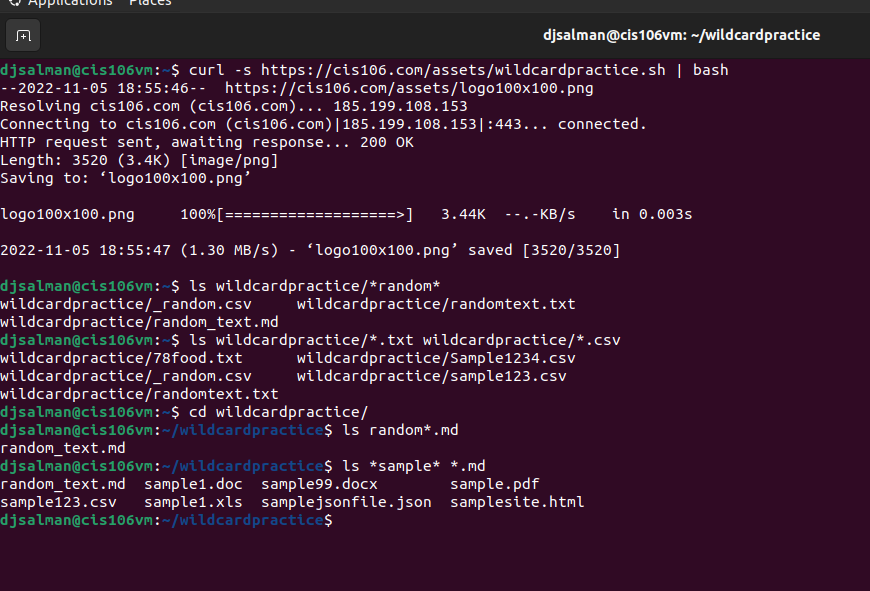 Applications Places
djsalman@cis106vm: ~/wildcardpractice
djsalman@cis106vm:~$ curl -s https://cis106.com/assets/wildcardpractice.sh | bash
--2022-11-05 18:55:46--  https://cis106.com/assets/logo100x100.png
Resolving cis106.com (cis106.com)... 185.199.108.153
Connecting to cis106.com (cis106.com)|185.199.108.153|:443... connected.
HTTP request sent, awaiting response... 200 OK
Length: 3520 (3.4K) [image/png]
Saving to: ‘logo100x100.png’
logo100x100.png     100%[===================>]   3.44K  --.-KB/s    in 0.003s
2022-11-05 18:55:47 (1.30 MB/s) - ‘logo100x100.png’ saved [3520/3520]
djsalman@cis106vm:~$ ls wildcardpractice/*random*
wildcardpractice/_random.csv     wildcardpractice/randomtext.txt
wildcardpractice/random_text.md
djsalman@cis106vm:~$ ls wildcardpractice/*.txt wildcardpractice/*.csv
wildcardpractice/78food.txt      wildcardpractice/Sample1234.csv
wildcardpractice/_random.csv     wildcardpractice/sample123.csv
wildcardpractice/randomtext.txt
djsalman@cis106vm:~$ cd wildcardpractice/
djsalman@cis106vm:~/wildcardpractice$ ls random*.md
random_text.md
djsalman@cis106vm:~/wildcardpractice$ ls *sample* *.md
random_text.md  sample1.doc  sample99.docx        sample.pdf
sample123.csv   sample1.xls  samplejsonfile.json  samplesite.html
djsalman@cis106vm:~/wildcardpractice$